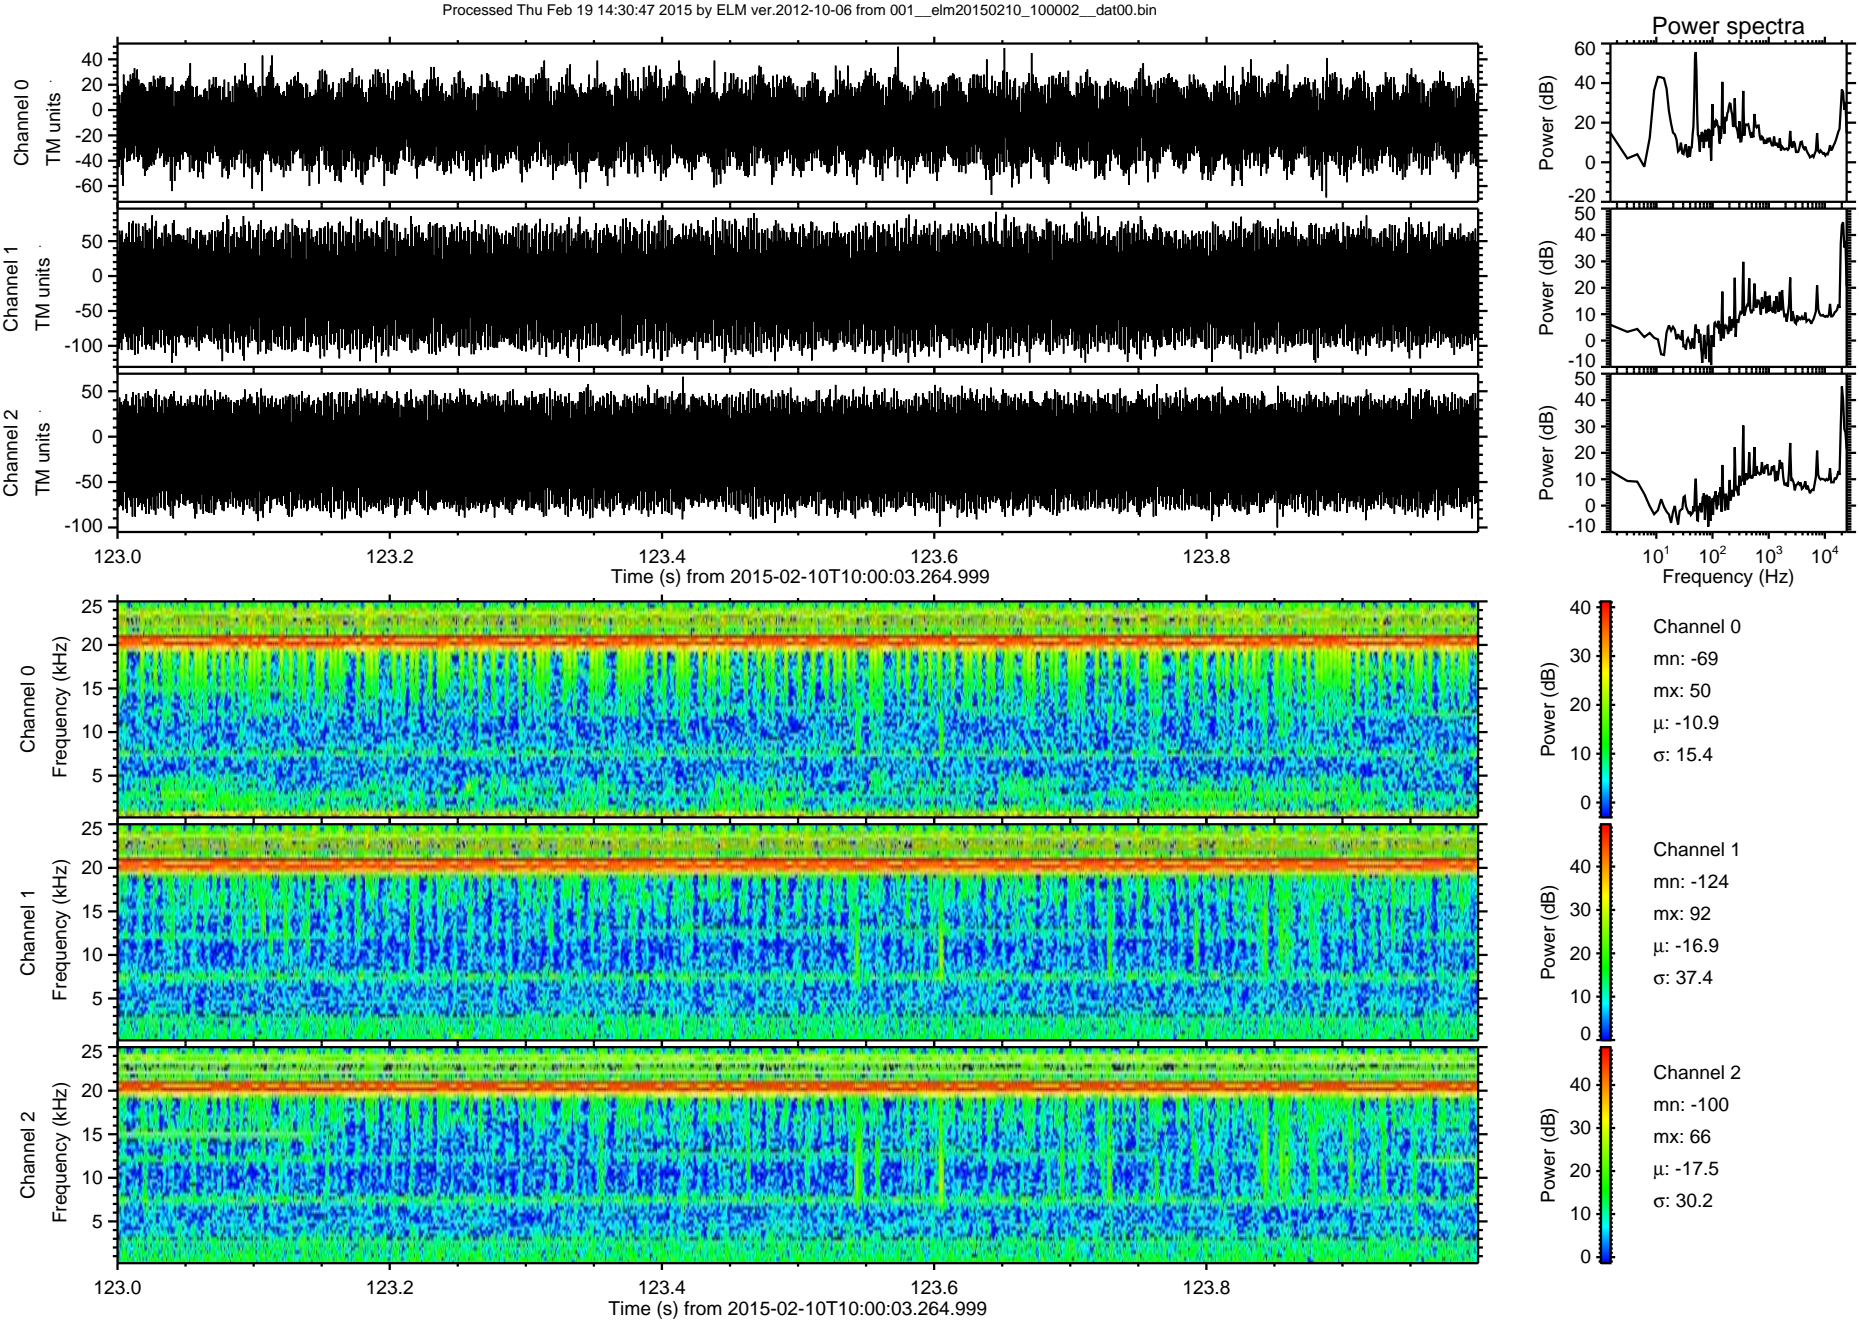 Processed Thu Feb 19 14:30:47 2015 by ELM ver.2012-10-06 from 001__elm20150210_100002__dat00.bin
Power spectra
Channel 0
TM units
40
20
0
-20
-40
-60
Power (dB)
60
40
20
0
-20
Channel 1
TM units
50
0
-50
-100
Power (dB)
50
40
30
20
10
0
-10
Channel 2
TM units
50
0
-50
-100
Power (dB)
50
40
30
20
10
0
-10
123.0 123.2 123.4 123.6 123.8
Time (s) from 2015-02-10T10:00:03.264.999
10^1 10^2 10^3 10^4
Frequency (Hz)
Channel 0
Frequency (kHz)
25
20
15
10
5
Power (dB)
40
30
20
10
0
Channel 0
mn: -69
mx: 50
µ: -10.9
σ: 15.4
Channel 1
Frequency (kHz)
25
20
15
10
5
Power (dB)
40
30
20
10
0
Channel 1
mn: -124
mx: 92
µ: -16.9
σ: 37.4
Channel 2
Frequency (kHz)
25
20
15
10
5
Power (dB)
40
30
20
10
0
Channel 2
mn: -100
mx: 66
µ: -17.5
σ: 30.2
123.0 123.2 123.4 123.6 123.8
Time (s) from 2015-02-10T10:00:03.264.999